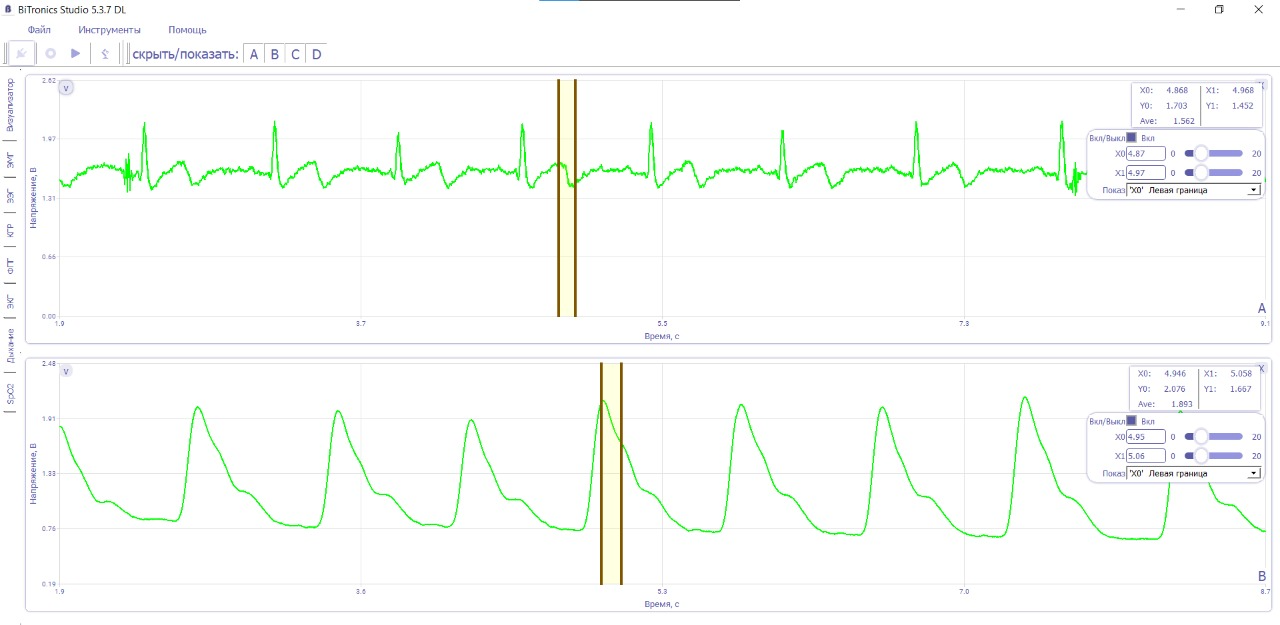 BiTronics Studio 5.3.7 DL
Файл Инструменты Помощь
скрыть/показать: A B C D
Визуализатор
ЭМГ
ЭЭГ
КГР
ФПГ
ЭКГ
Дыхание
SpO2
v
X
Напряжение, В
2.62
1.97
1.31
0.66
0.00
1.9 3.7 5.5 7.3 9.1
Время, с
A
X0: 4.868 X1: 4.968
Y0: 1.703 Y1: 1.452
Ave: 1.562
Вкл/Выкл Вкл
X0 4.87 0 20
X1 4.97 0 20
Показ "X0" Левая граница
v
X
Напряжение, В
2.48
1.91
1.33
0.76
0.19
1.9 3.6 5.3 7.0 8.7
Время, с
B
X0: 4.946 X1: 5.058
Y0: 2.076 Y1: 1.667
Ave: 1.893
Вкл/Выкл Вкл
X0 4.95 0 20
X1 5.06 0 20
Показ "X0" Левая граница